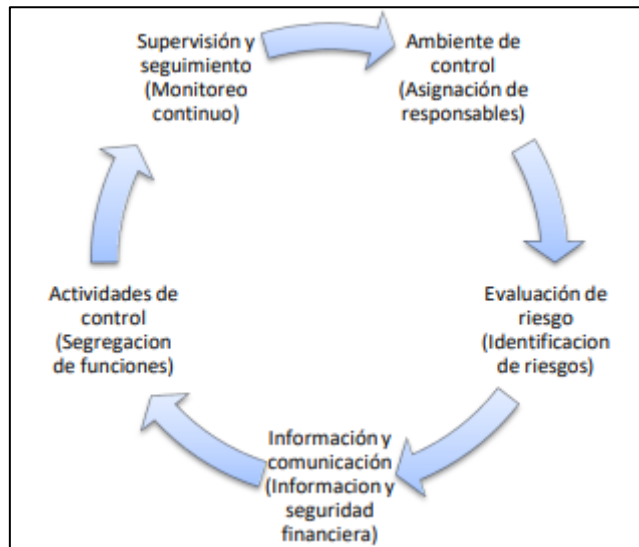 Supervisión y
seguimiento
(Monitoreo
continuo)
Ambiente de
control
(Asignación de
responsables)
Evaluación de
riesgo
(Identificacion
de riesgos)
Información y
comunicación
(Informacion y
seguridad
financiera)
Actividades de
control
(Segregacion
de funciones)